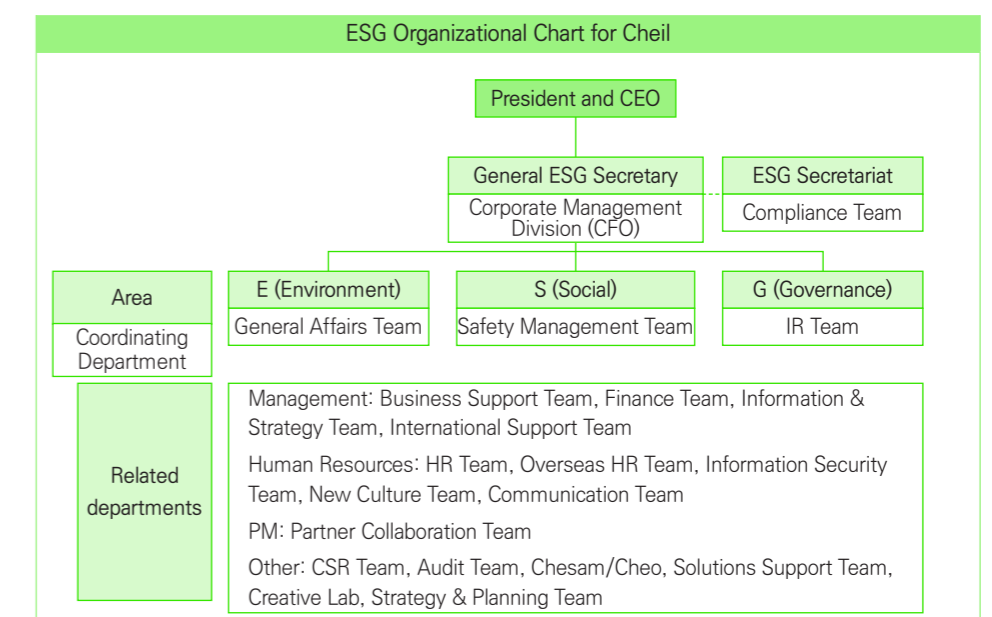 ESG Organizational Chart for Cheil
President and CEO
General ESG Secretary
Corporate Management
Division (CFO)
ESG Secretariat
Compliance Team
Area
Coordinating
Department
E (Environment)
General Affairs Team
S (Social)
Safety Management Team
G (Governance)
IR Team
Related
departments
Management: Business Support Team, Finance Team, Information &
Strategy Team, International Support Team
Human Resources: HR Team, Overseas HR Team, Information Security
Team, New Culture Team, Communication Team
PM: Partner Collaboration Team
Other: CSR Team, Audit Team, Chesam/Cheo, Solutions Support Team,
Creative Lab, Strategy & Planning Team